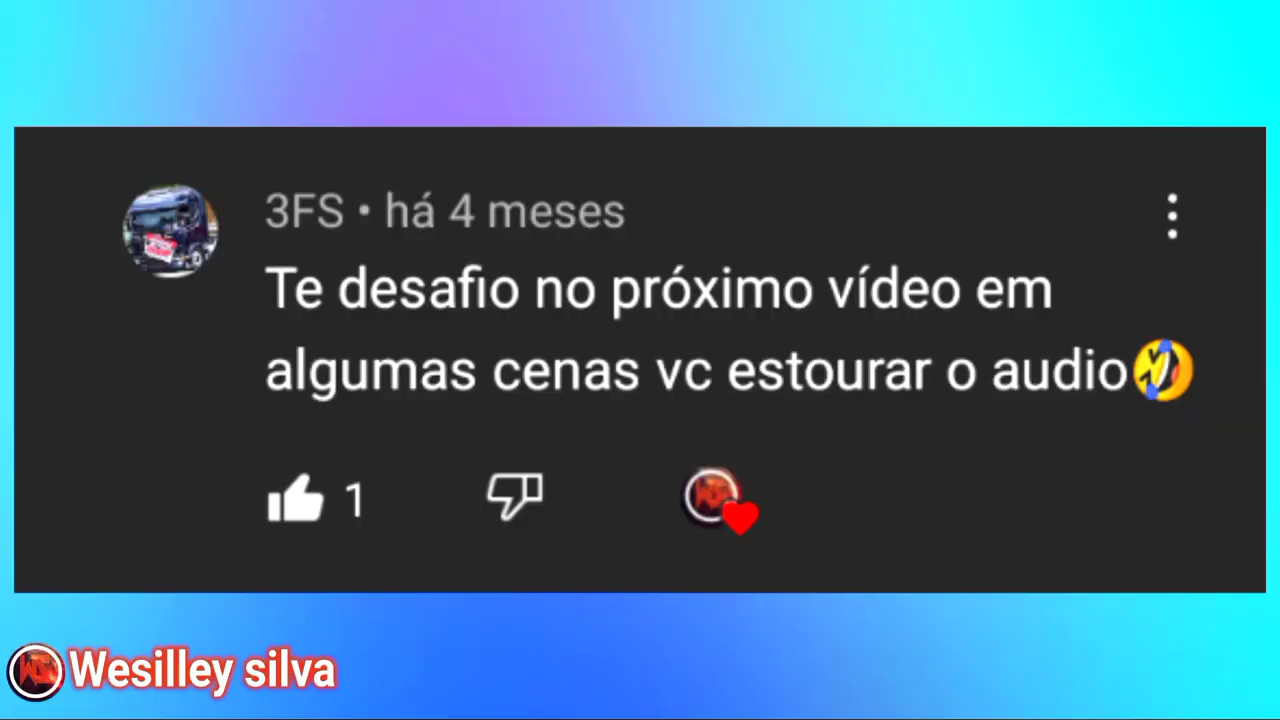 3FS • há 4 meses
Te desafio no próximo vídeo em
algumas cenas vc estourar o audio🤣
1
Wesilley silva